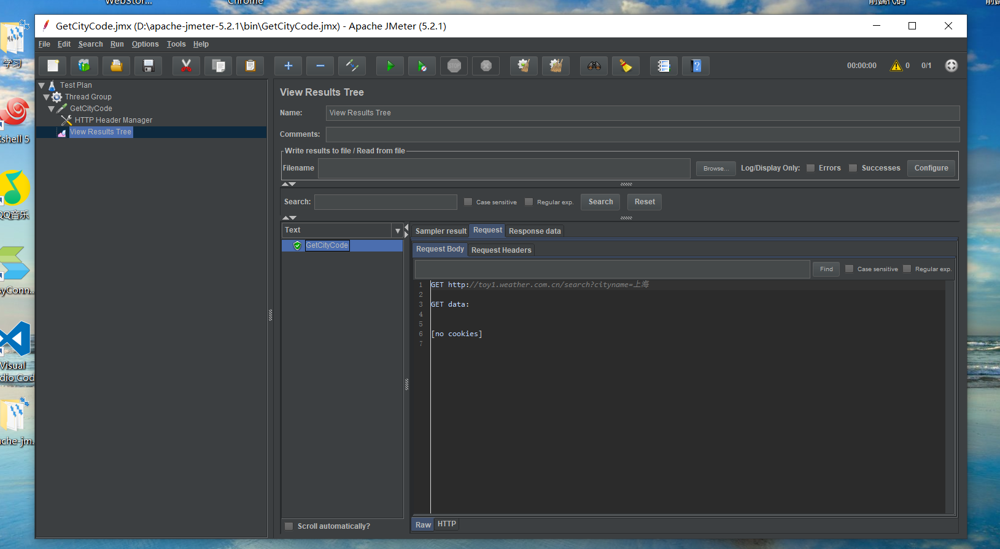 WebStor...
Chrome
前端代码
前端
GetCityCode.jmx (D:\apache-jmeter-5.2.1\bin\GetCityCode.jmx) - Apache JMeter (5.2.1)
File Edit Search Run Options Tools Help
00:00:00 0 0/1
学习
Xshell 5
QQ音乐
yConn...
Visual
dio Cod
che-jm.
Test Plan
Thread Group
GetCityCode
HTTP Header Manager
View Results Tree
View Results Tree
Name: View Results Tree
Comments:
Write results to file / Read from file
Filename Browse... Log/Display Only: Errors Successes Configure
Search: Case sensitive Regular exp. Search Reset
Text
GetCityCode
Scroll automatically?
Sampler result Request Response data
Request Body Request Headers
Find Case sensitive Regular exp.
1 GET http://toy1.weather.com.cn/search?cityname=上海
2
3 GET data:
4
5
6 [no cookies]
7
Raw HTTP